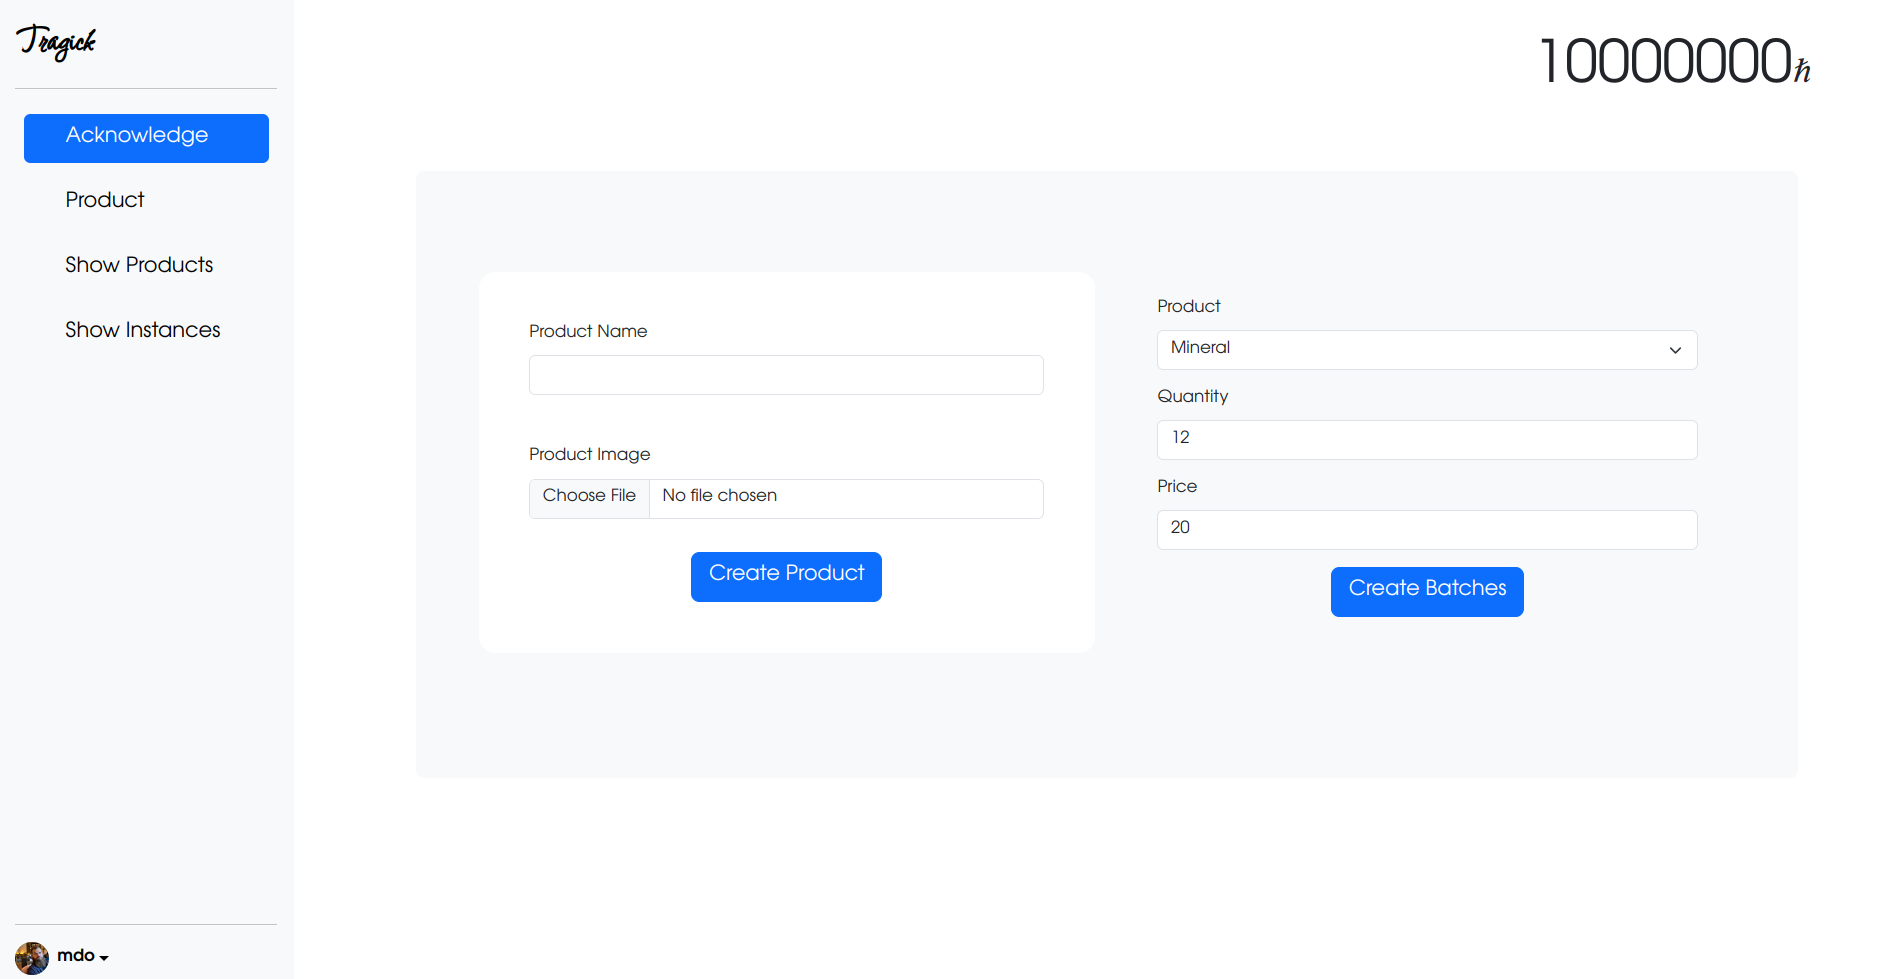 Tragick
10000000ℏ
Acknowledge
Product
Show Products
Show Instances
Product Name
Product Image
Choose File No file chosen
Create Product
Product
Mineral
Quantity
12
Price
20
Create Batches
mdo